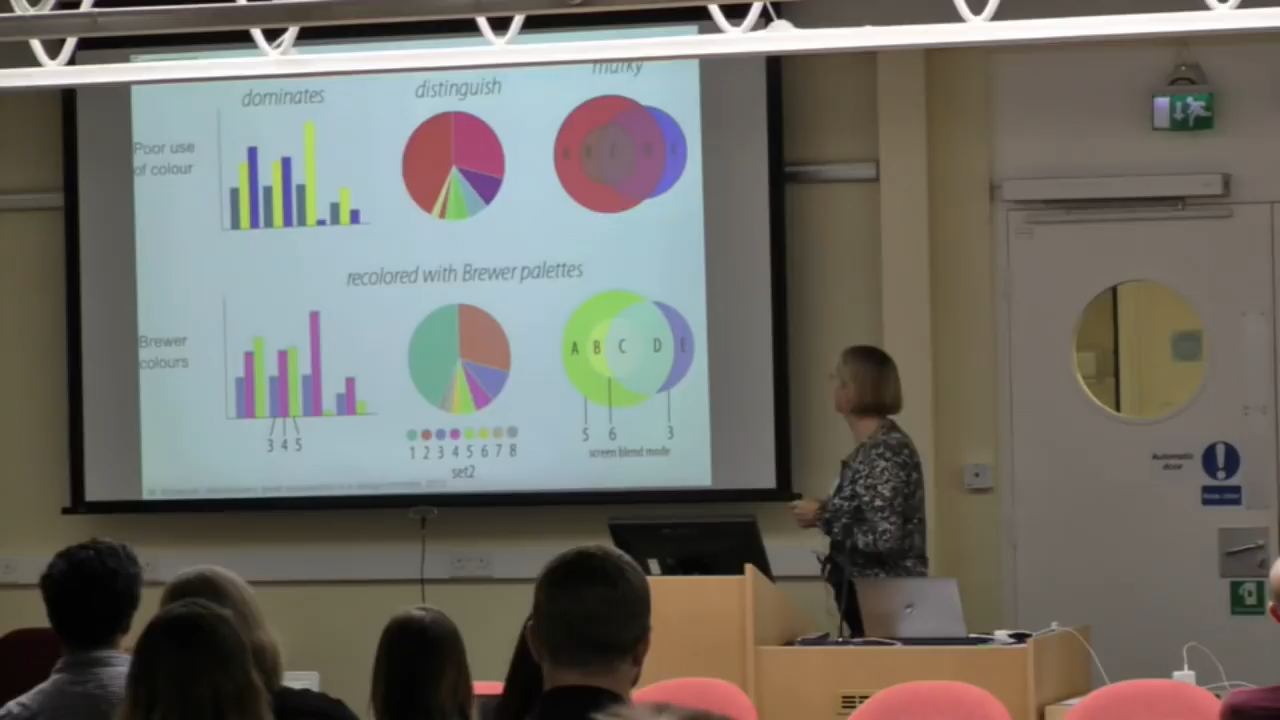 murky
distinguish
dominates
Poor use
of colour
A B C D E
recolored with Brewer palettes
Brewer
colours
A B C D E
3 4 5
1 2 3 4 5 6 7 8
set2
5 6 3
screen blend mode
Automatic
door